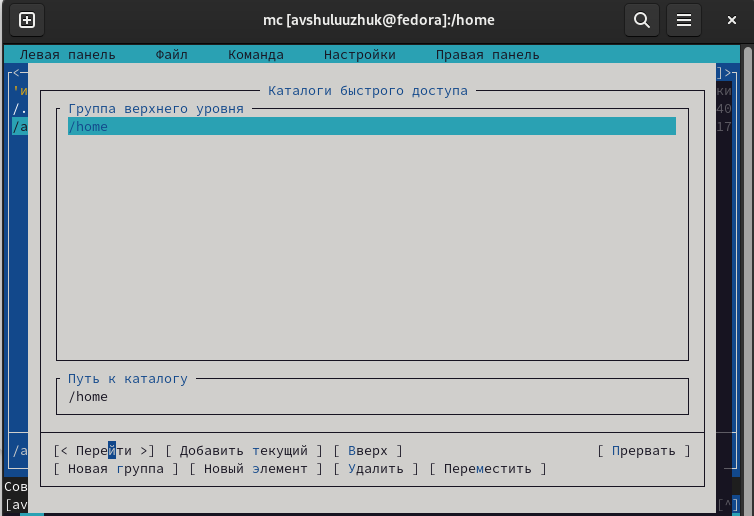 mc [avshuluuzhuk@fedora]:/home
Левая панель Файл Команда Настройки Правая панель
<─ ]>
Каталоги быстрого доступа
'и ки
Группа верхнего уровня
/. 40
/a /home 17
Путь к каталогу
/home
/a [< Перейти >] [ Добавить текущий ] [ Вверх ] [ Прервать ]
[ Новая группа ] [ Новый элемент ] [ Удалить ] [ Переместить ]
Сов
[av [^]